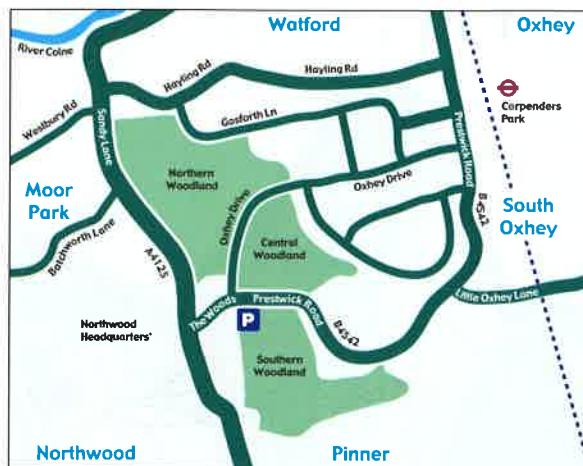 Watford
Oxhey
River Colne
Hayling Rd
Hayling Rd
Westbury Rd
Sandy Lane
Gosforth Ln
Carpenders
Park
Prestwick Road
Northern
Woodland
Oxhey Drive
Moor
Park
Oxhey Drive
B4542
South
Oxhey
Batchworth Lane
A4125
Central
Woodland
Little Oxhey Lane
The Woods
Prestwick Road
P
B4542
Northwood
Headquarters'
Southern
Woodland
Northwood
Pinner